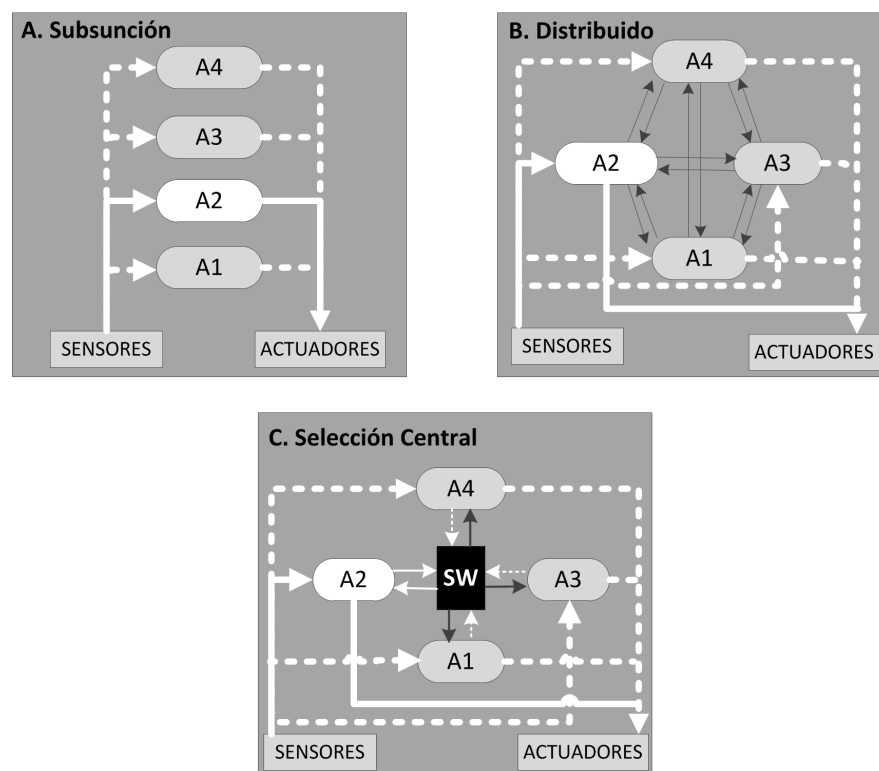 A. Subsunción
A4
A3
A2
A1
SENSORES
ACTUADORES
B. Distribuido
A4
A2
A3
A1
SENSORES
ACTUADORES
C. Selección Central
A4
A2
SW
A3
A1
SENSORES
ACTUADORES